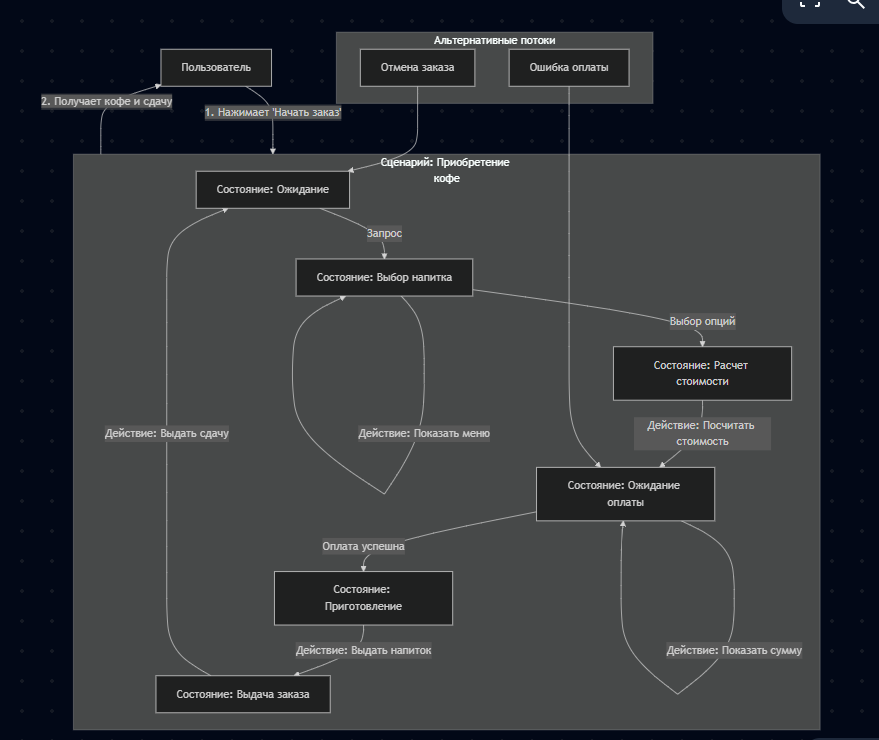 Альтернативные потоки
Пользователь
Отмена заказа
Ошибка оплаты
2. Получает кофе и сдачу
1. Нажимает 'Начать заказ'
Сценарий: Приобретение
кофе
Состояние: Ожидание
Запрос
Состояние: Выбор напитка
Выбор опций
Состояние: Расчет
стоимости
Действие: Выдать сдачу
Действие: Показать меню
Действие: Посчитать
стоимость
Состояние: Ожидание
оплаты
Оплата успешна
Состояние:
Приготовление
Действие: Выдать напиток
Действие: Показать сумму
Состояние: Выдача заказа